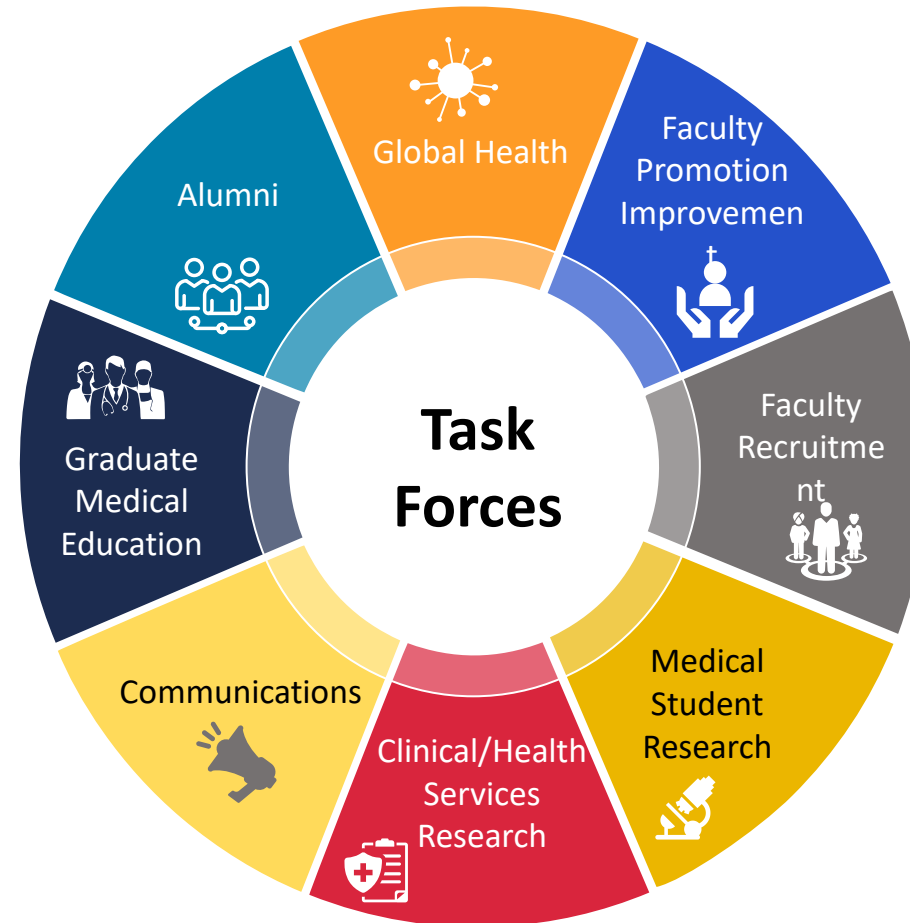 Global Health
Faculty
Promotion
Improvemen
t
Faculty
Recruitme
nt
Medical
Student
Research
Clinical/Health
Services
Research
Communications
Graduate
Medical
Education
Alumni
Task
Forces